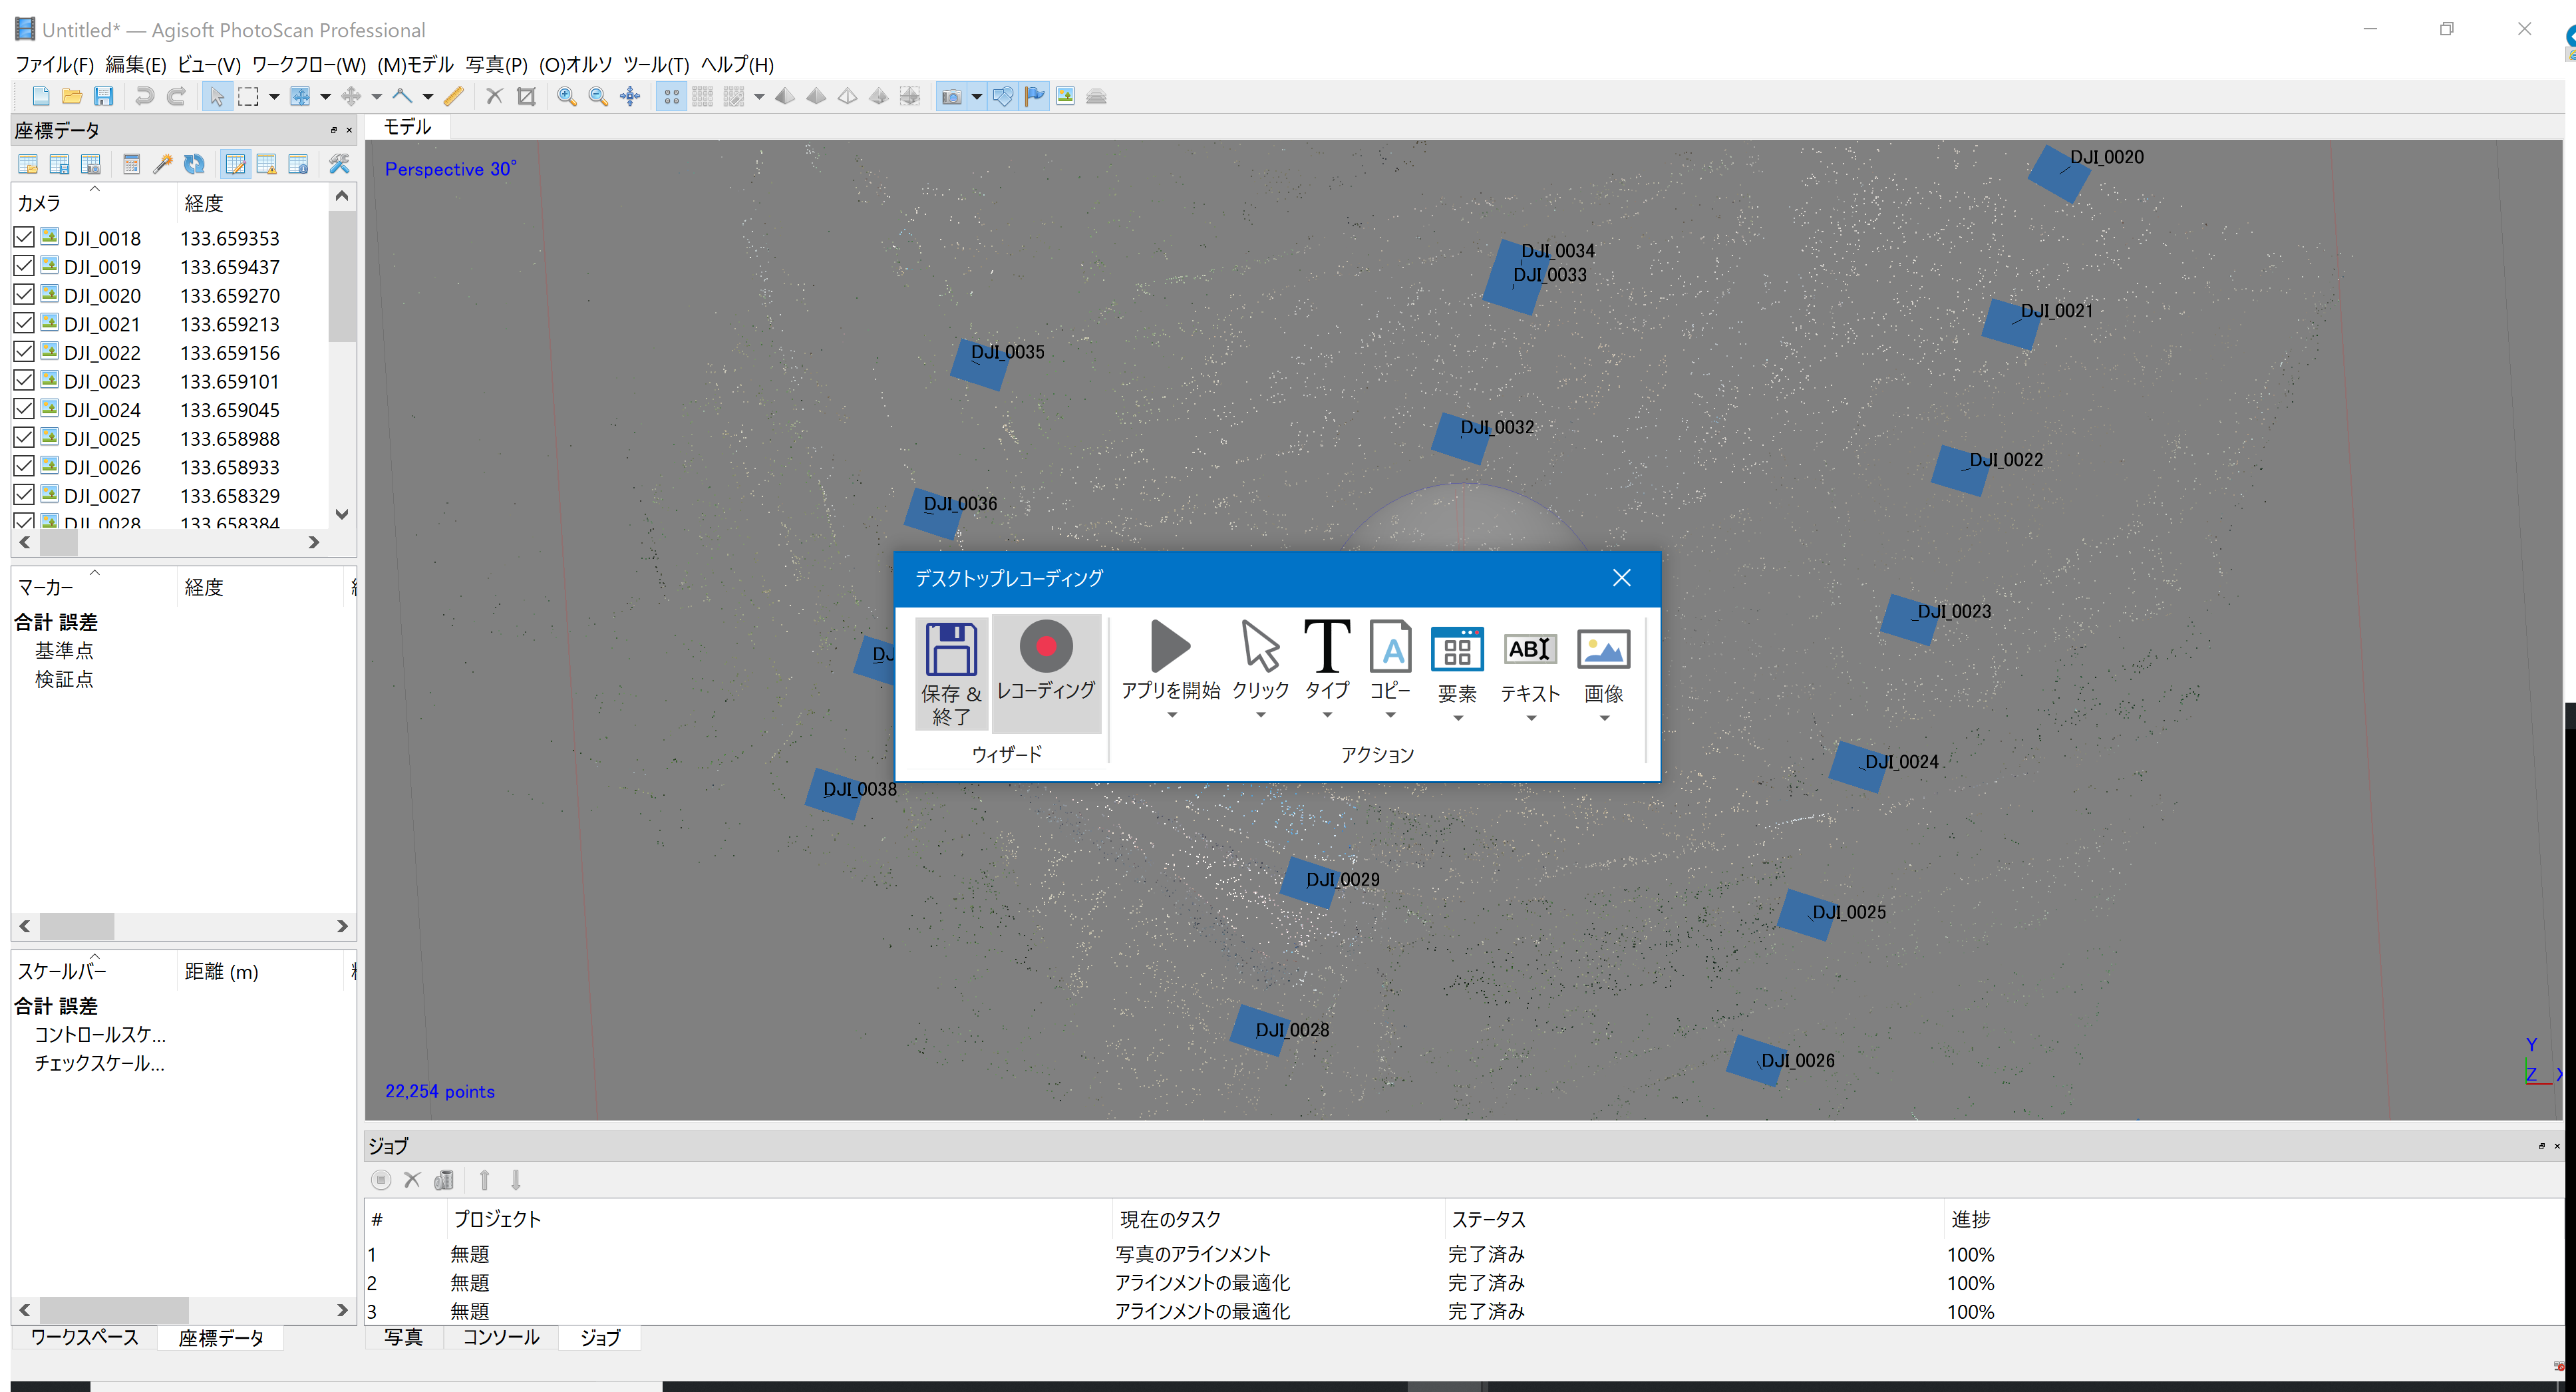 Untitled* — Agisoft PhotoScan Professional
ファイル(F) 編集(E) ビュー(V) ワークフロー(W) (M)モデル 写真(P) (O)オルソ ツール(T) ヘルプ(H)
座標データ
カメラ 経度
DJI_0018 133.659353
DJI_0019 133.659437
DJI_0020 133.659270
DJI_0021 133.659213
DJI_0022 133.659156
DJI_0023 133.659101
DJI_0024 133.659045
DJI_0025 133.658988
DJI_0026 133.658933
DJI_0027 133.658329
DJI_0028 133.658384
マーカー 経度
合計 誤差
基準点
検証点
スケールバー 距離 (m)
合計 誤差
コントロールスケ...
チェックスケール...
ワークスペース 座標データ
モデル
Perspective 30°
DJI_0020
DJI_0034
DJI_0033
DJI_0021
DJI_0035
DJI_0032
DJI_0022
DJI_0036
DJI_0023
DJ
DJI_0024
DJI_0038
DJI_0029
DJI_0025
DJI_0028
DJI_0026
22,254 points
Y
Z X
デスクトップレコーディング
保存 &
終了
レコーディング
ウィザード
アプリを開始 クリック タイプ コピー 要素 テキスト 画像
A
ABI
アクション
ジョブ
# プロジェクト 現在のタスク ステータス 進捗
1 無題 写真のアラインメント 完了済み 100%
2 無題 アラインメントの最適化 完了済み 100%
3 無題 アラインメントの最適化 完了済み 100%
写真 コンソール ジョブ